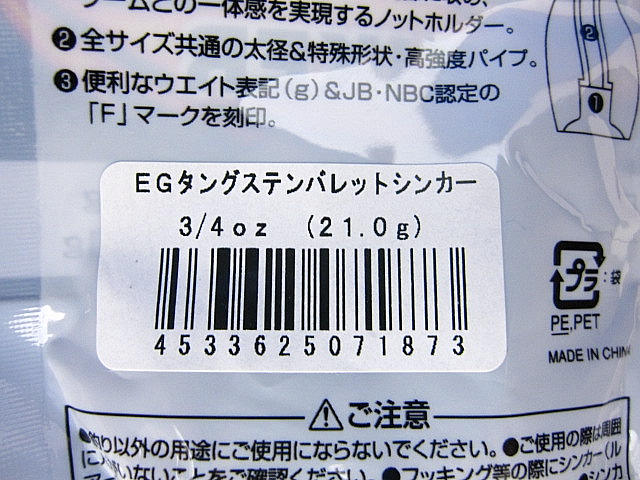 ームとの一体感を実現するノットホルダー。
❷全サイズ共通の太径&特殊形状・高強度パイプ。
❸便利なウエイト表記(g)&JB・NBC認定の
「F」マークを刻印。
❷
❶
EGタングステンバレットシンカー
3/4oz (21.0g)
4533625071873
プラ:袋
PE,PET
MADE IN CHINA
⚠ご注意
●釣り以外の用途にご使用にならないでください。●ご使用の際は周囲
いないことをご確認ください。●フッキング等の際にシンカー(ル